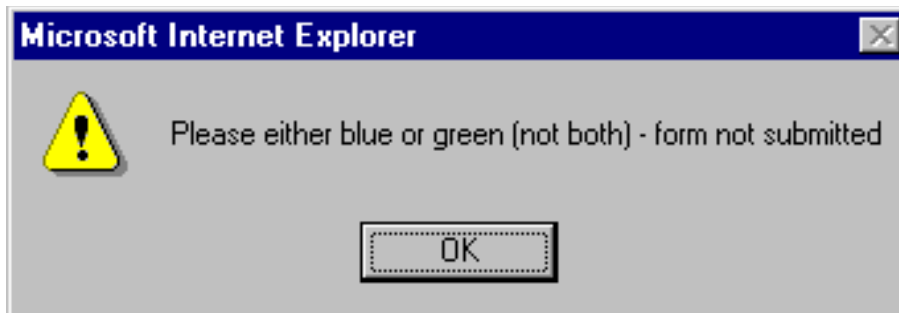 Microsoft Internet Explorer
Please either blue or green (not both) - form not submitted
OK